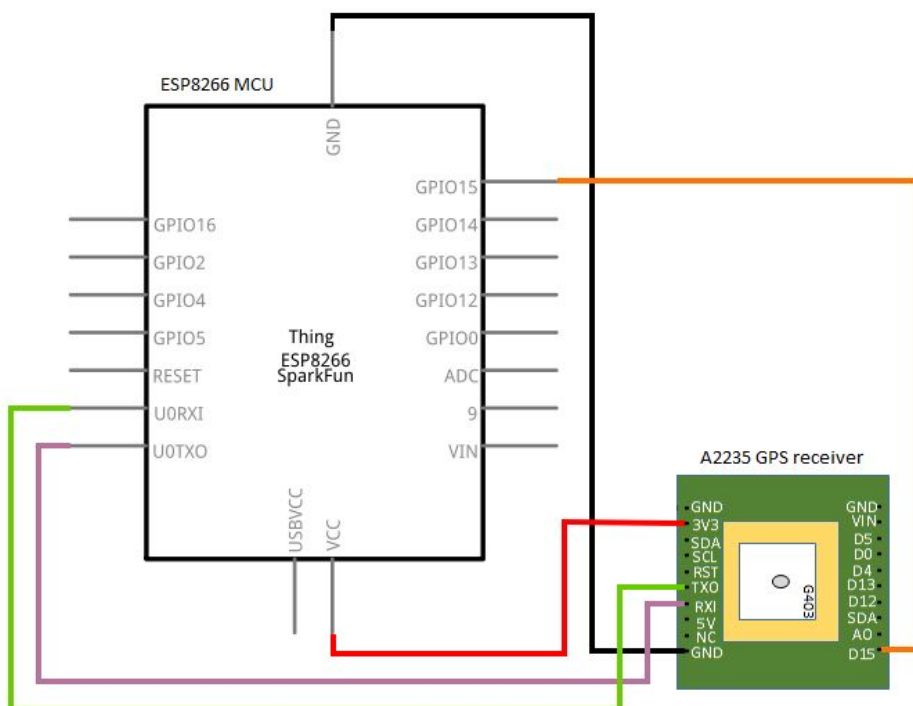 ESP8266 MCU
GND
GPIO15
GPIO16
GPIO14
GPIO2
GPIO13
GPIO4
GPIO12
GPIO5
GPIO0
Thing
ESP8266
SparkFun
RESET
ADC
U0RXI
9
U0TXO
VIN
USBVCC
VCC
A2235 GPS receiver
GND
3V3
SDA
SCL
RST
TXO
RXI
5V
NC
GND
G403
GND
VIN
D5
D0
D4
D13
D12
SDA
AO
D15